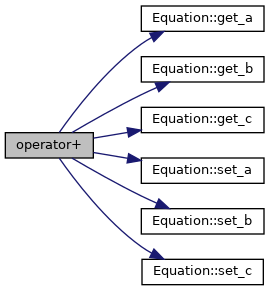 Equation::get_a
Equation::get_b
Equation::get_c
operator+
Equation::set_a
Equation::set_b
Equation::set_c